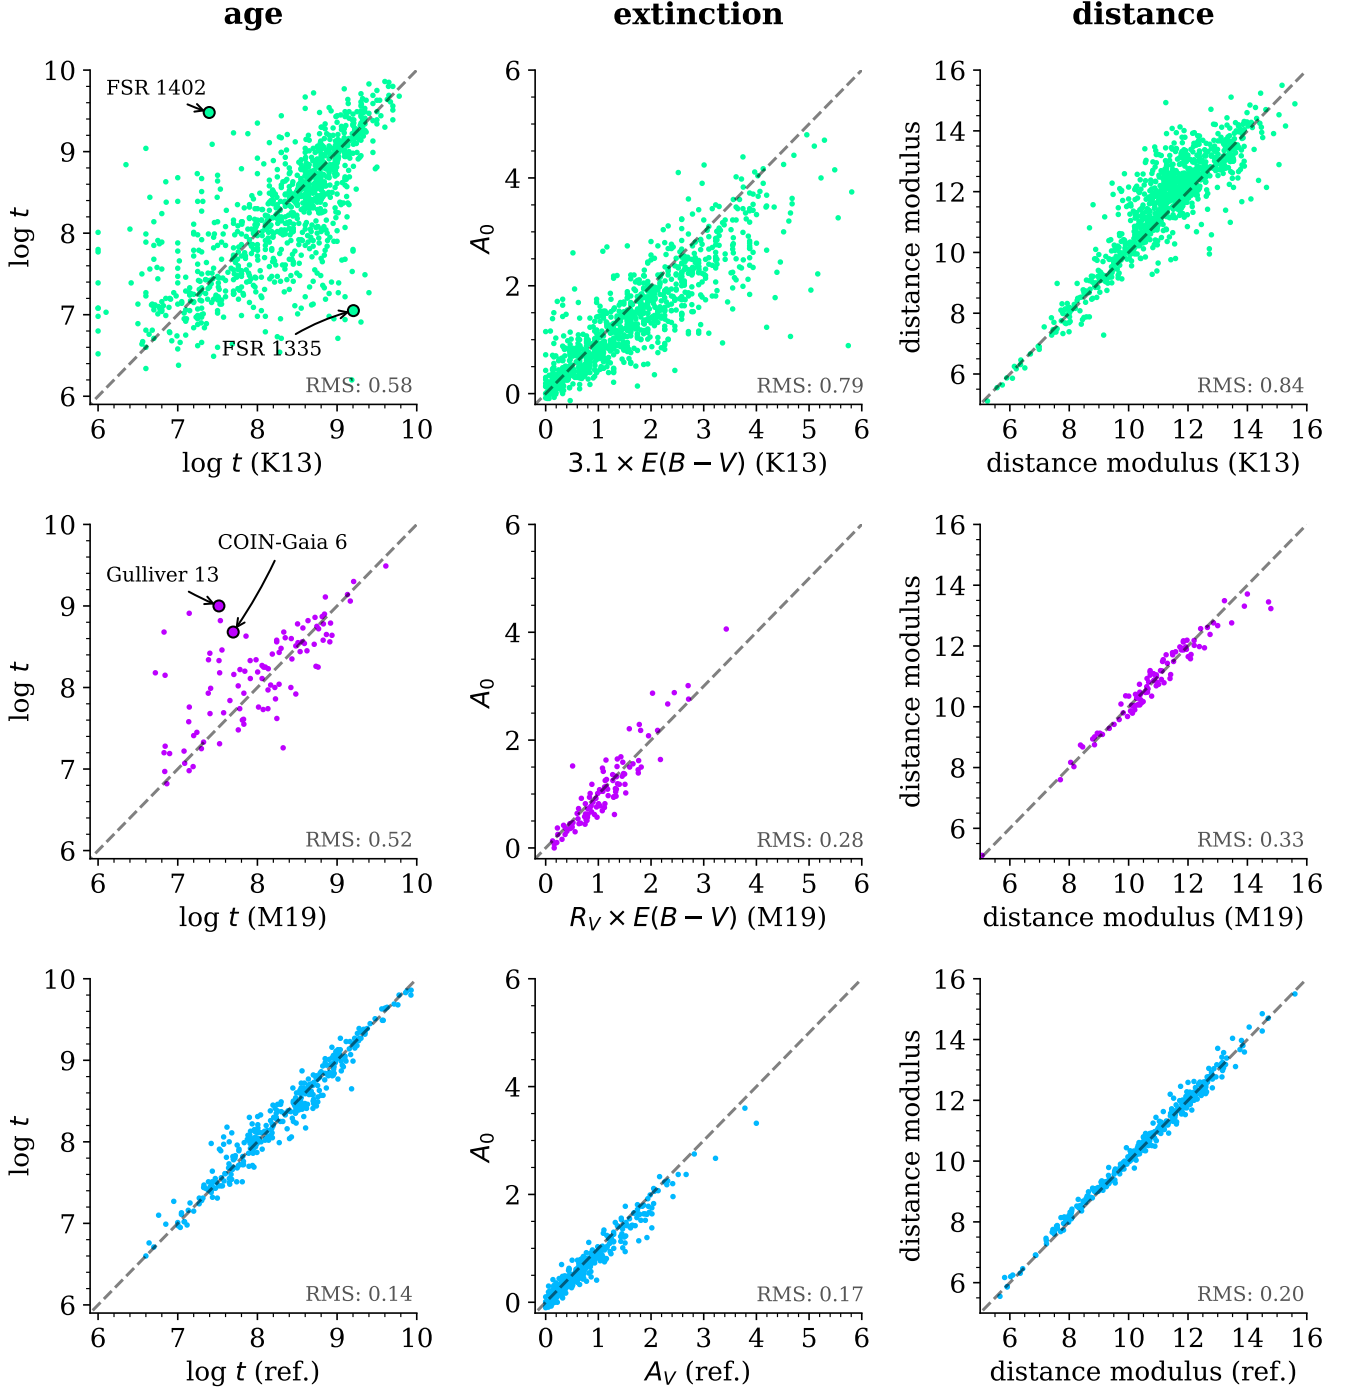 age extinction distance
10
9
8
7
6
log t
FSR 1402
FSR 1335
RMS: 0.58
6 7 8 9 10
log t (K13)
6
4
2
0
A0
RMS: 0.79
0 1 2 3 4 5 6
3.1 × E(B − V) (K13)
16
14
12
10
8
6
distance modulus
RMS: 0.84
6 8 10 12 14 16
distance modulus (K13)
10
9
8
7
6
log t
COIN-Gaia 6
Gulliver 13
RMS: 0.52
6 7 8 9 10
log t (M19)
6
4
2
0
A0
RMS: 0.28
0 1 2 3 4 5 6
RV × E(B − V) (M19)
16
14
12
10
8
6
distance modulus
RMS: 0.33
6 8 10 12 14 16
distance modulus (M19)
10
9
8
7
6
log t
RMS: 0.14
6 7 8 9 10
log t (ref.)
6
4
2
0
A0
RMS: 0.17
0 1 2 3 4 5 6
AV (ref.)
16
14
12
10
8
6
distance modulus
RMS: 0.20
6 8 10 12 14 16
distance modulus (ref.)